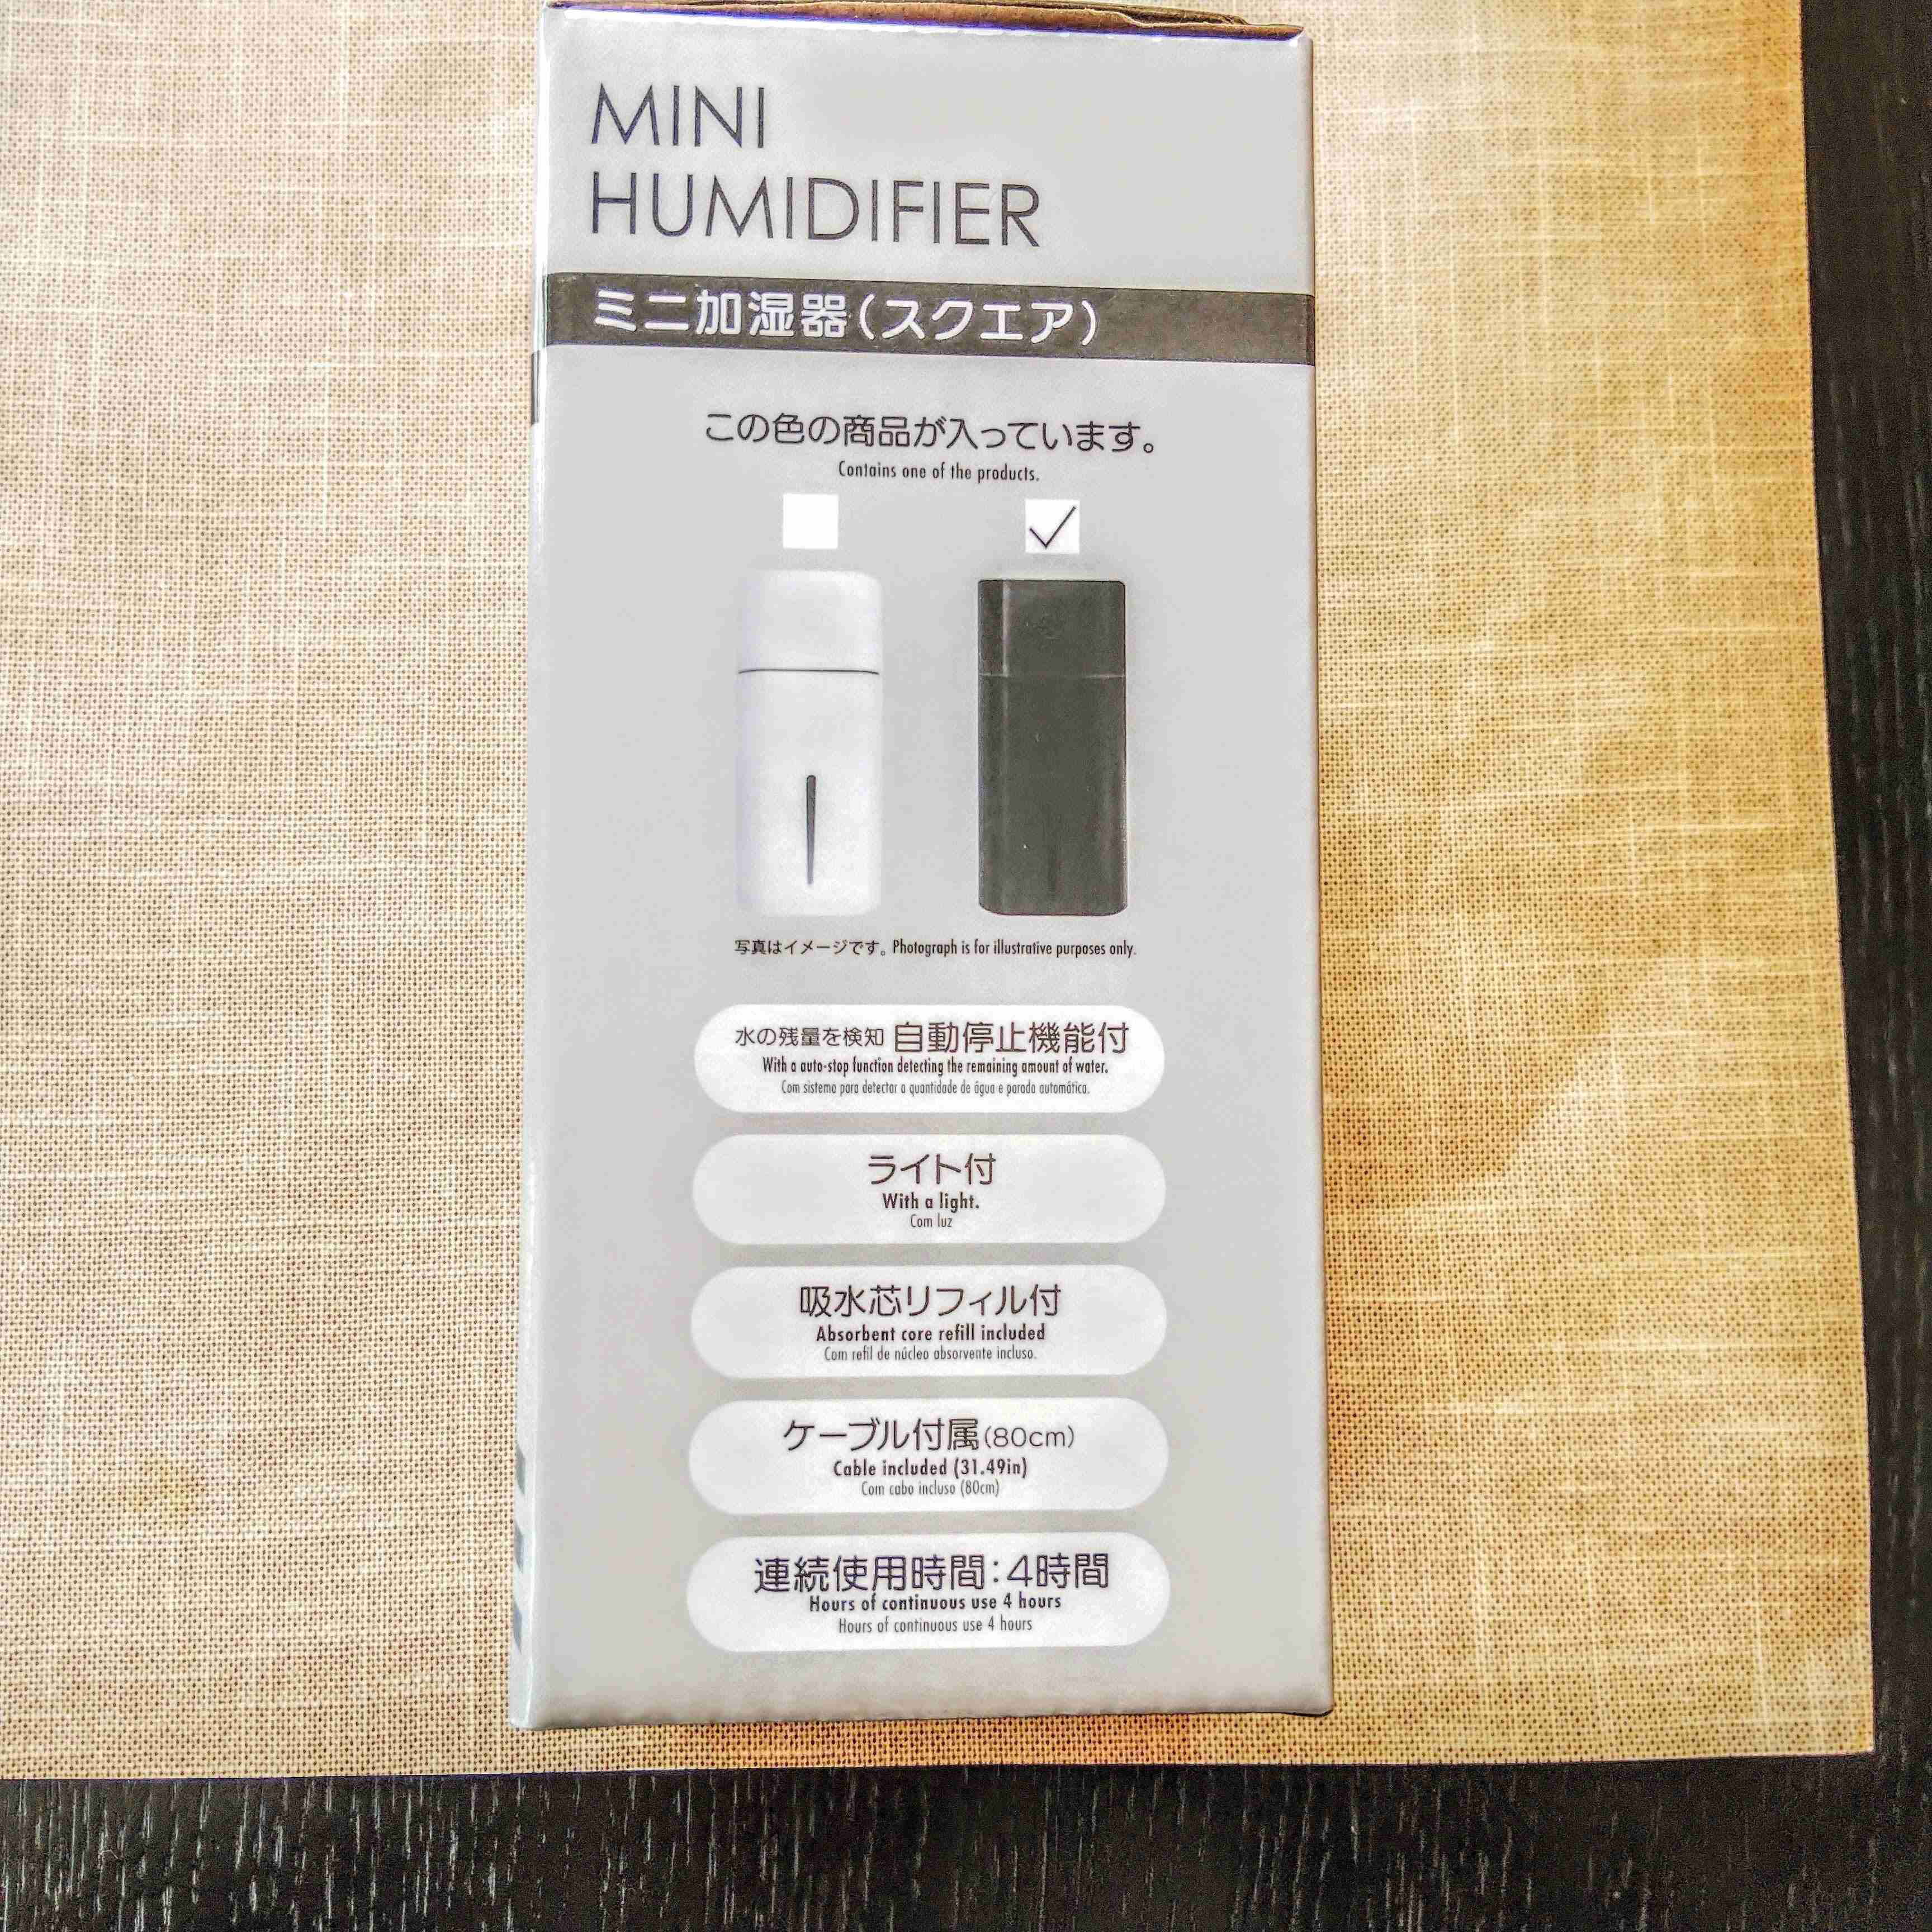 MINI
HUMIDIFIER
ミニ加湿器(スクエア)
この色の商品が入っています。
Contains one of the products.
写真はイメージです。Photograph is for illustrative purposes only.
水の残量を検知 自動停止機能付
With a auto-stop function detecting the remaining amount of water.
Com sistema para detectar a quantidade de água e parada automática.
ライト付
With a light.
Com luz
吸水芯リフィル付
Absorbent core refill included
Com refil de núcleo absorvente incluso.
ケーブル付属(80cm)
Cable included (31.49in)
Com cabo incluso (80cm)
連続使用時間:4時間
Hours of continuous use 4 hours
Hours of continuous use 4 hours